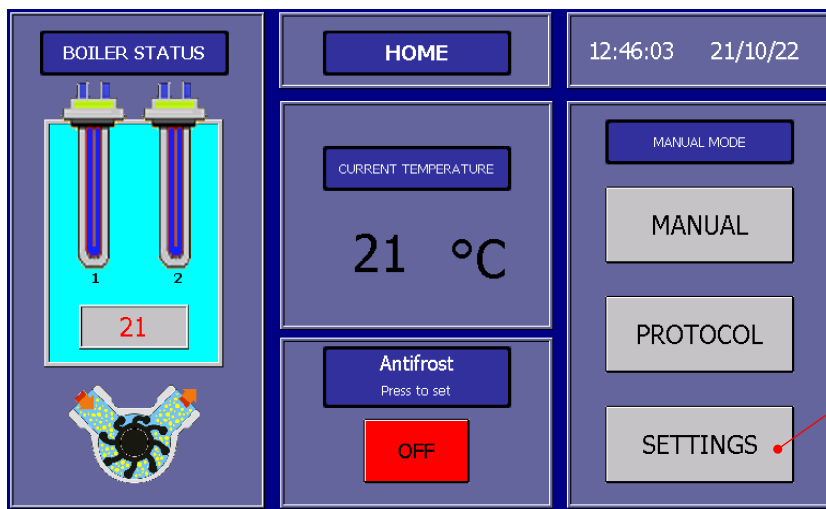 BOILER STATUS
1
2
21
HOME
CURRENT TEMPERATURE
21 °C
Antifrost
Press to set
OFF
12:46:03 21/10/22
MANUAL MODE
MANUAL
PROTOCOL
SETTINGS